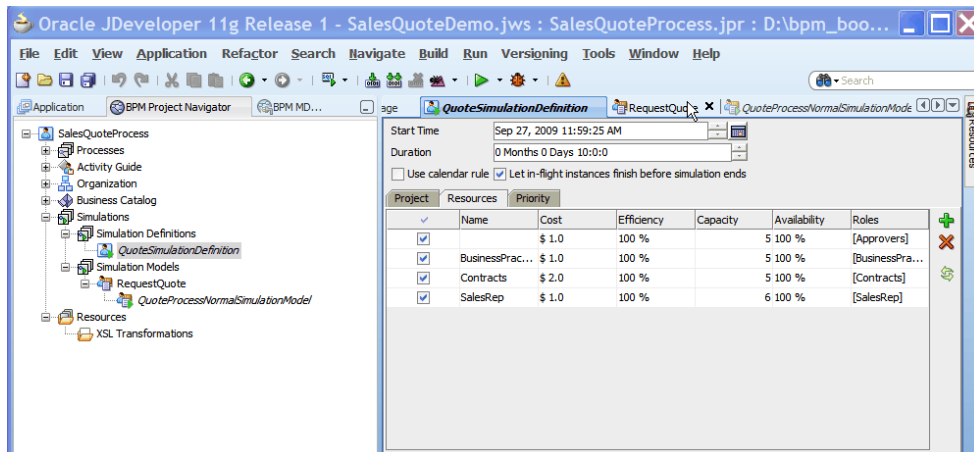 Oracle JDeveloper 11g Release 1 - SalesQuoteDemo.jws : SalesQuoteProcess.jpr : D:\bpm_boo...
File Edit View Application Refactor Search Navigate Build Run Versioning Tools Window Help
Search
Application BPM Project Navigator BPM MD...
age QuoteSimulationDefinition RequestQuote QuoteProcessNormalSimulationMode
Resources
SalesQuoteProcess
Processes
Activity Guide
Organization
Business Catalog
Simulations
Simulation Definitions
QuoteSimulationDefinition
Simulation Models
RequestQuote
QuoteProcessNormalSimulationModel
Resources
XSL Transformations
Start Time Sep 27, 2009 11:59:25 AM
Duration 0 Months 0 Days 10:0:0
Use calendar rule Let in-flight instances finish before simulation ends
Project Resources Priority
Name Cost Efficiency Capacity Availability Roles
$ 1.0 100 % 5 100 % [Approvers]
BusinessPrac... $ 1.0 100 % 5 100 % [BusinessPra...
Contracts $ 2.0 100 % 5 100 % [Contracts]
SalesRep $ 1.0 100 % 6 100 % [SalesRep]